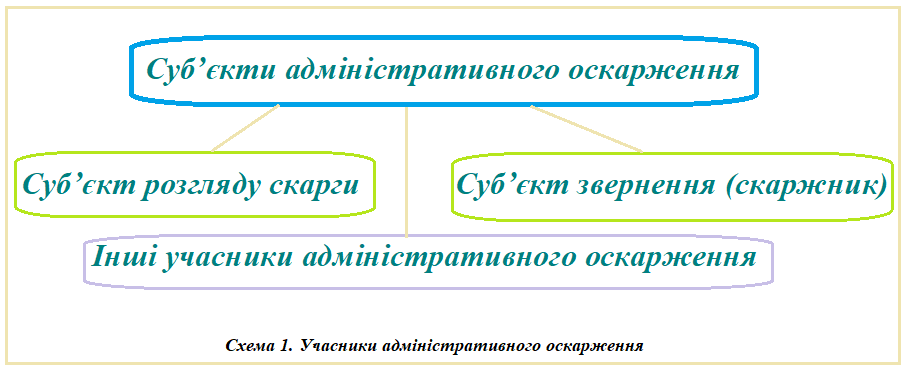 Суб’єкти адміністративного оскарження
Суб’єкт розгляду скарги
Суб’єкт звернення (скаржник)
Інші учасники адміністративного оскарження
Схема 1. Учасники адміністративного оскарження